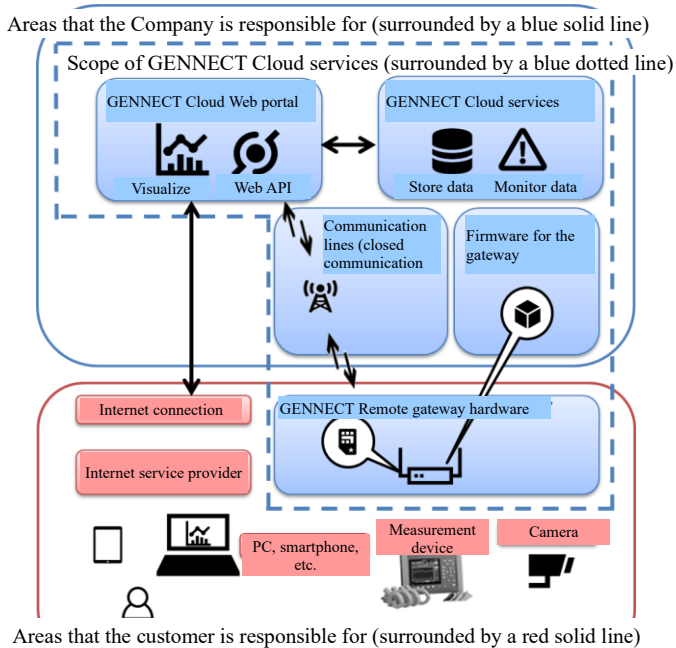 Areas that the Company is responsible for (surrounded by a blue solid line)
Scope of GENNECT Cloud services (surrounded by a blue dotted line)
GENNECT Cloud Web portal
Visualize
Web API
GENNECT Cloud services
Store data
Monitor data
Communication
lines (closed
communication
Firmware for the
gateway
Internet connection
GENNECT Remote gateway hardware
Internet service provider
PC, smartphone,
etc.
Measurement
device
Camera
Areas that the customer is responsible for (surrounded by a red solid line)